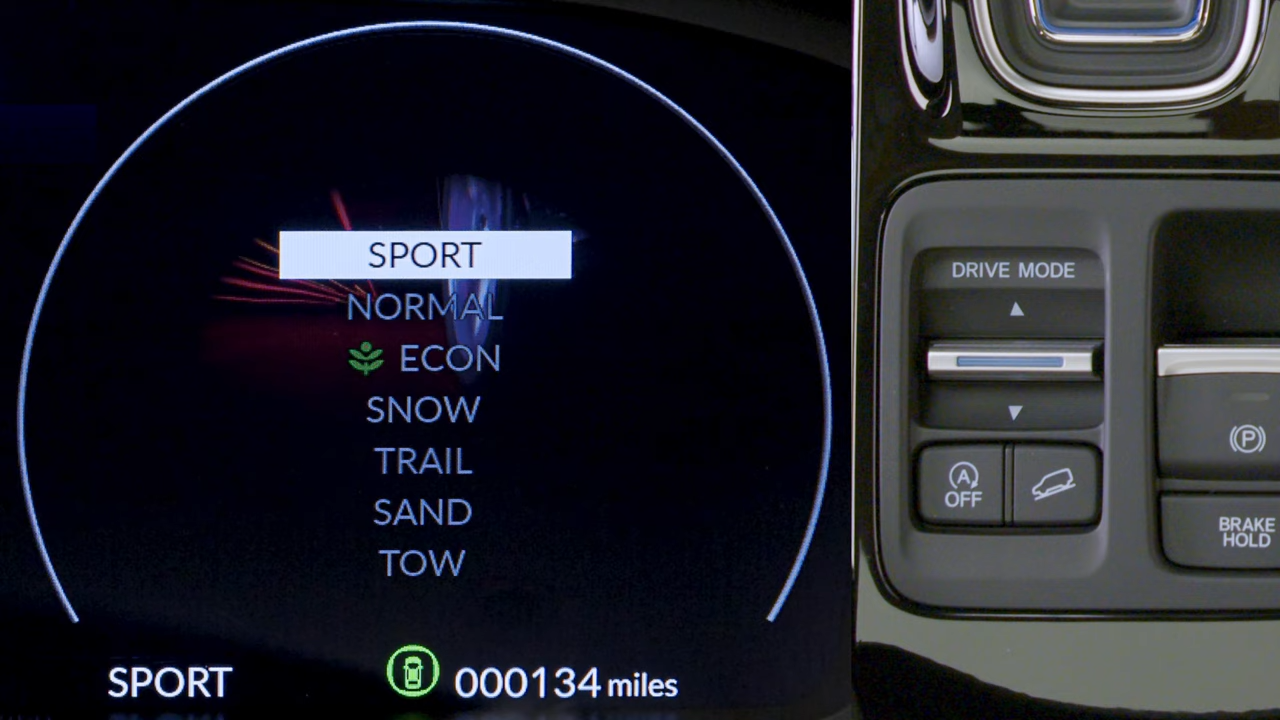 SPORT
NORMAL
ECON
SNOW
TRAIL
SAND
TOW
SPORT
000134 miles
DRIVE MODE
A
OFF
P
BRAKE
HOLD